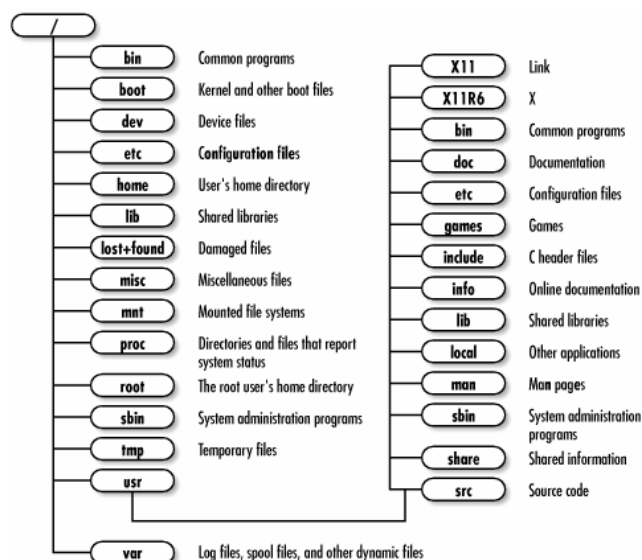 /
bin Common programs
boot Kernel and other boot files
dev Device files
etc Configuration files
home User's home directory
lib Shared libraries
lost+found Damaged files
misc Miscellaneous files
mnt Mounted file systems
proc Directories and files that report
system status
root The root user's home directory
sbin System administration programs
tmp Temporary files
usr
var Log files, spool files, and other dynamic files
X11 Link
X11R6 X
bin Common programs
doc Documentation
etc Configuration files
games Games
include C header files
info Online documentation
lib Shared libraries
local Other applications
man Man pages
sbin System administration
programs
share Shared information
src Source code